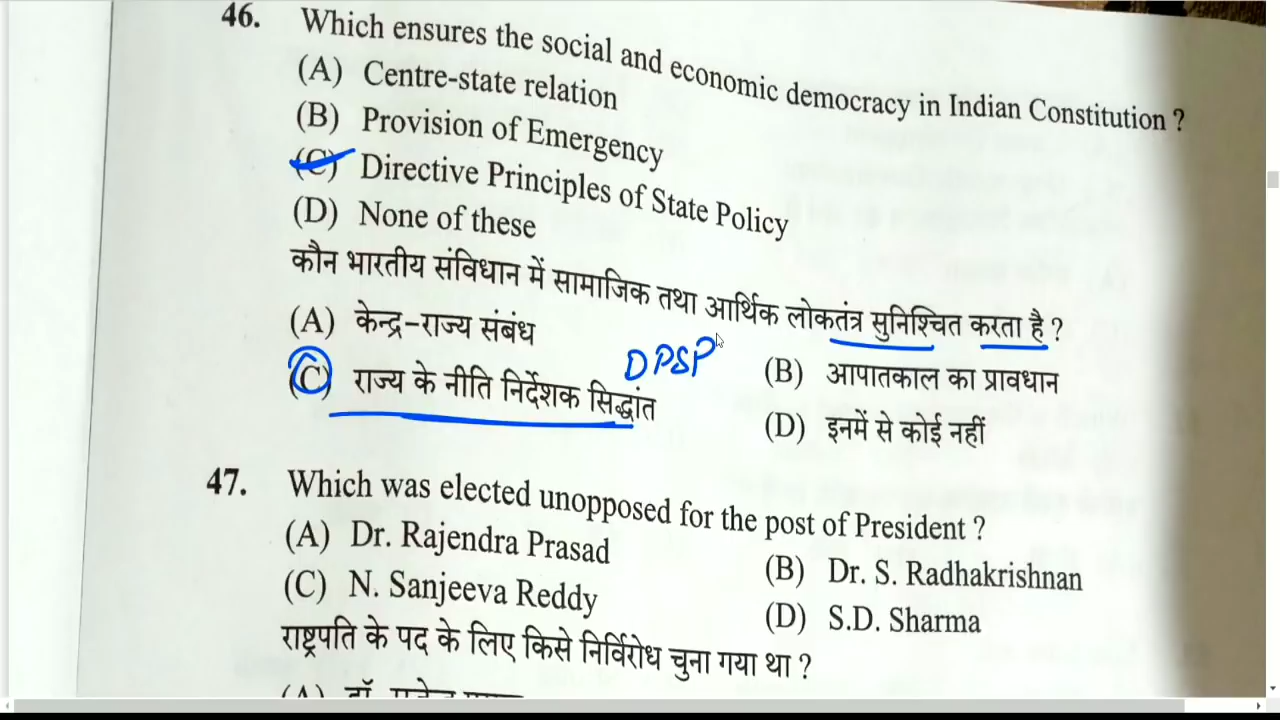 46. Which ensures the social and economic democracy in Indian Constitution ?
(A) Centre-state relation
(B) Provision of Emergency
(C) Directive Principles of State Policy
(D) None of these
कौन भारतीय संविधान में सामाजिक तथा आर्थिक लोकतंत्र सुनिश्चित करता है ?
(A) केन्द्र-राज्य संबंध
(B) आपातकाल का प्रावधान
DPSP
(C) राज्य के नीति निर्देशक सिद्धांत
(D) इनमें से कोई नहीं
47. Which was elected unopposed for the post of President ?
(A) Dr. Rajendra Prasad
(B) Dr. S. Radhakrishnan
(C) N. Sanjeeva Reddy
(D) S.D. Sharma
राष्ट्रपति के पद के लिए किसे निर्विरोध चुना गया था ?
(A) डॉ.